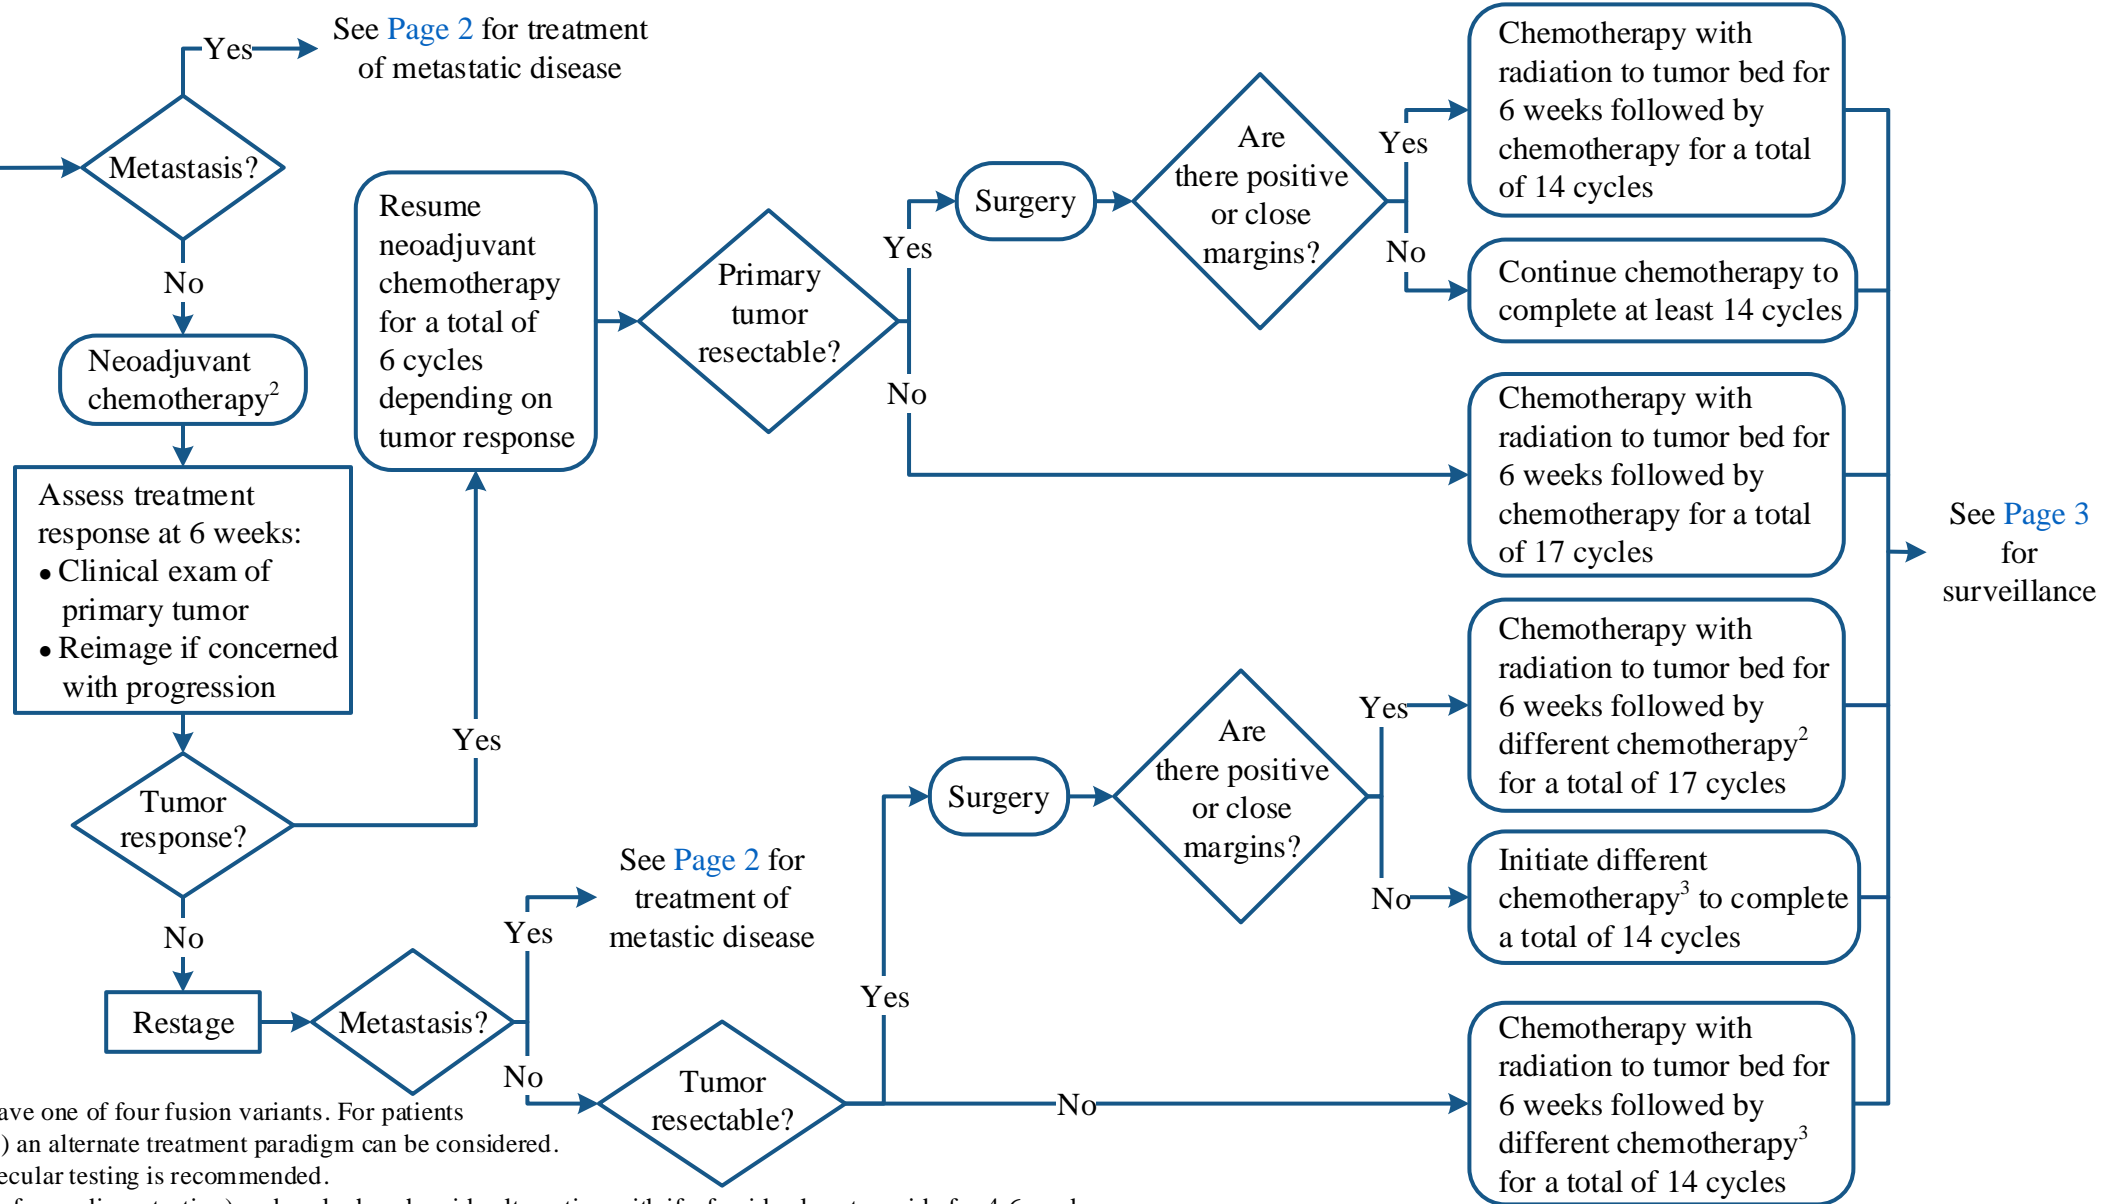 Yes
See Page 2 for treatment
of metastatic disease
Metastasis?
No
Neoadjuvant
chemotherapy2
Assess treatment
response at 6 weeks:
• Clinical exam of
primary tumor
• Reimage if concerned
with progression
Tumor
response?
Yes
No
Resume
neoadjuvant
chemotherapy
for a total of
6 cycles
depending on
tumor response
Primary
tumor
resectable?
Yes
No
Surgery
Are
there positive
or close
margins?
Yes
No
Chemotherapy with
radiation to tumor bed for
6 weeks followed by
chemotherapy for a total
of 14 cycles
Continue chemotherapy to
complete at least 14 cycles
Chemotherapy with
radiation to tumor bed for
6 weeks followed by
chemotherapy for a total
of 17 cycles
Restage
Metastasis?
Yes
See Page 2 for
treatment of
metastic disease
No
Tumor
resectable?
Yes
No
Surgery
Are
there positive
or close
margins?
Yes
No
Chemotherapy with
radiation to tumor bed for
6 weeks followed by
different chemotherapy2
for a total of 17 cycles
Initiate different
chemotherapy3 to complete
a total of 14 cycles
Chemotherapy with
radiation to tumor bed for
6 weeks followed by
different chemotherapy3
for a total of 14 cycles
See Page 3
for
surveillance
ave one of four fusion variants. For patients
) an alternate treatment paradigm can be considered.
ecular testing is recommended.